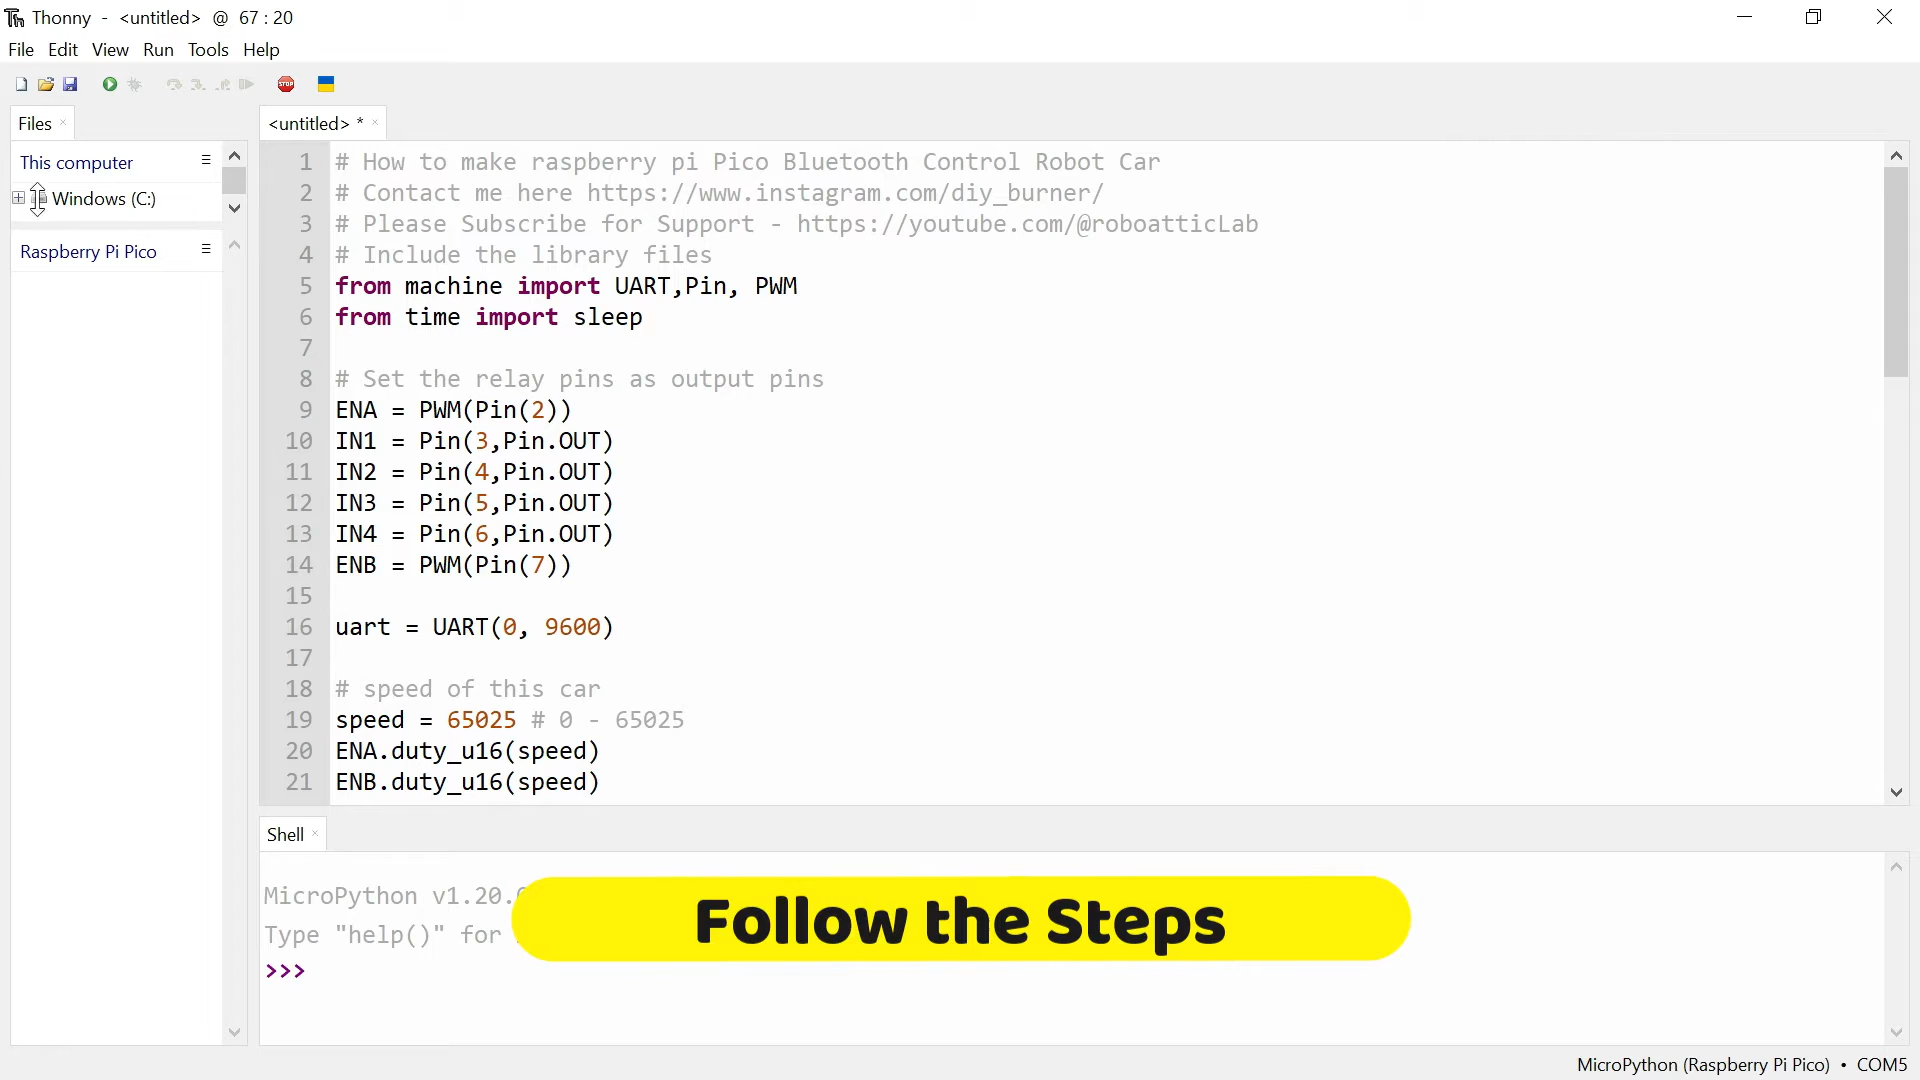 Thonny - <untitled> @ 67 : 20
File Edit View Run Tools Help
Files
<untitled> *
This computer
Windows (C:)
Raspberry Pi Pico
1 # How to make raspberry pi Pico Bluetooth Control Robot Car
2 # Contact me here https://www.instagram.com/diy_burner/
3 # Please Subscribe for Support - https://youtube.com/@roboatticLab
4 # Include the library files
5 from machine import UART,Pin, PWM
6 from time import sleep
7
8 # Set the relay pins as output pins
9 ENA = PWM(Pin(2))
10 IN1 = Pin(3,Pin.OUT)
11 IN2 = Pin(4,Pin.OUT)
12 IN3 = Pin(5,Pin.OUT)
13 IN4 = Pin(6,Pin.OUT)
14 ENB = PWM(Pin(7))
15
16 uart = UART(0, 9600)
17
18 # speed of this car
19 speed = 65025 # 0 - 65025
20 ENA.duty_u16(speed)
21 ENB.duty_u16(speed)
Shell
MicroPython v1.20.
Type "help()" for
>>>
Follow the Steps
MicroPython (Raspberry Pi Pico) • COM5